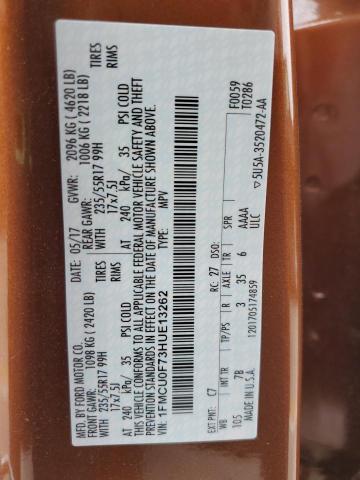 MFD. BY FORD MOTOR CO.
DATE: 05/17 GVWR: 2096 KG ( 4620 LB)
FRONT GAWR: 1098 KG ( 2420 LB) REAR GAWR: 1006 KG ( 2218 LB)
WITH 235/55R17 99H TIRES WITH 235/55R17 99H TIRES
17x7.5J RIMS 17x7.5J RIMS
AT 240 kPa/ 35 PSI COLD AT 240 kPa/ 35 PSI COLD
THIS VEHICLE CONFORMS TO ALL APPLICABLE FEDERAL MOTOR VEHICLE SAFETY AND THEFT
PREVENTION STANDARDS IN EFFECT ON THE DATE OF MANUFACTURE SHOWN ABOVE.
VIN: 1FMCU0F73HUE13262 TYPE: MPV
F0059
T0286
EXT PNT: C7 RC: 27 DSO:
WB INT TR TP/PS R AXLE TR SPR
105 7B 3 35 6 AAAA
ULC
MADE IN U.S.A. 1201705174859 5U5A-3520472-AA